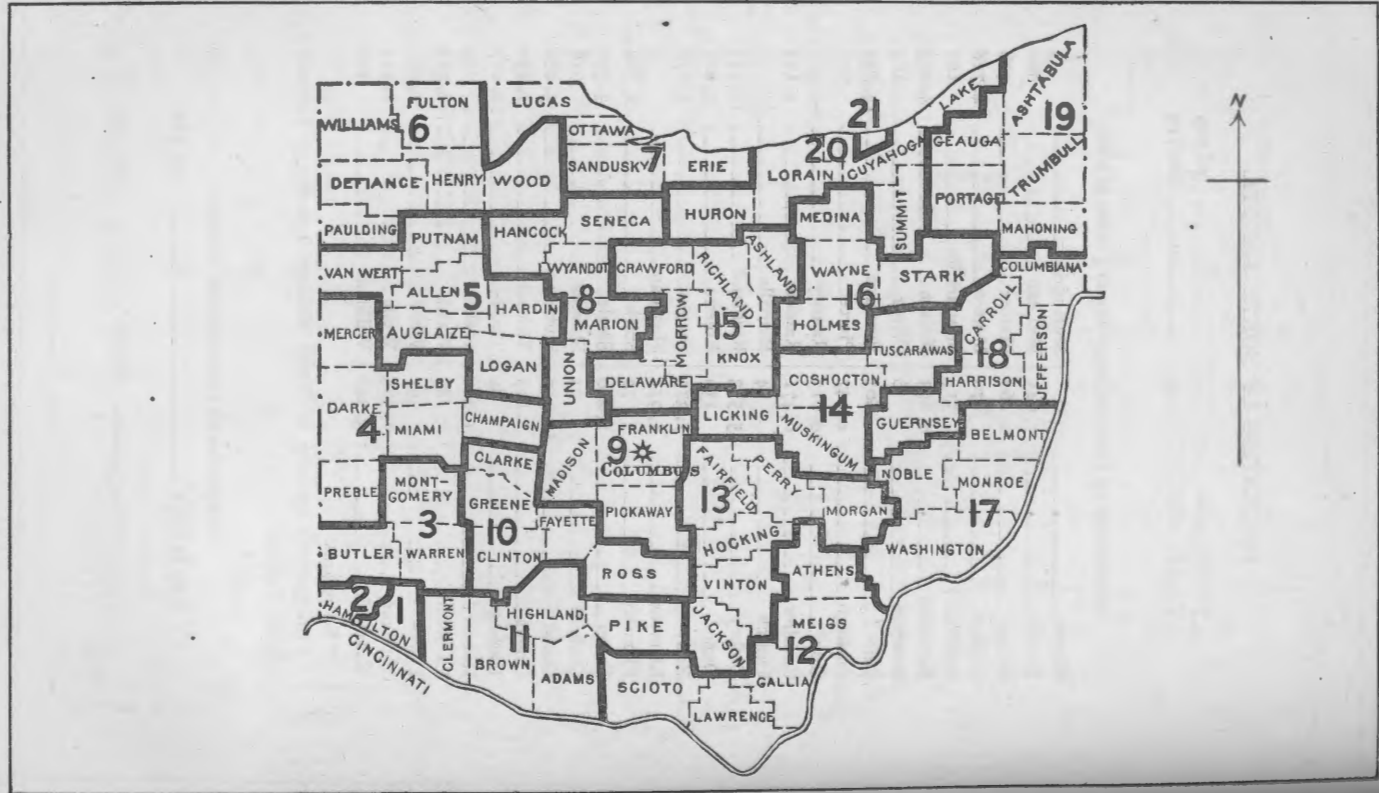 N
WILLIAMS
FULTON
6
LUCAS
OTTAWA
SANDUSKY
7
ERIE
LORAIN
20
21
CUYAHOGA
LAKE
GEAUGA
ASHTABULA
19
TRUMBULL
DEFIANCE
HENRY
WOOD
PAULDING
PUTNAM
HANCOCK
SENECA
HURON
MEDINA
SUMMIT
PORTAGE
MAHONING
VAN WERT
ALLEN
5
HARDIN
WYANDOT
8
CRAWFORD
RICHLAND
ASHLAND
WAYNE
16
STARK
COLUMBIANA
MERCER
AUGLAIZE
MARION
MORROW
15
HOLMES
TUSCARAWAS
CARROLL
18
JEFFERSON
SHELBY
LOGAN
UNION
DELAWARE
KNOX
COSHOCTON
HARRISON
DARKE
4
MIAMI
CHAMPAIGN
FRANKLIN
LICKING
14
MUSKINGUM
GUERNSEY
BELMONT
CLARKE
MADISON
9
COLUMBUS
FAIRFIELD
PERRY
NOBLE
MONROE
PREBLE
MONT-
GOMERY
GREENE
PICKAWAY
13
MORGAN
17
3
10
FAYETTE
HOCKING
WASHINGTON
BUTLER
WARREN
CLINTON
ROSS
VINTON
ATHENS
2
1
HAMILTON
CINCINNATI
CLERMONT
HIGHLAND
11
BROWN
ADAMS
PIKE
JACKSON
MEIGS
12
SCIOTO
GALLIA
LAWRENCE